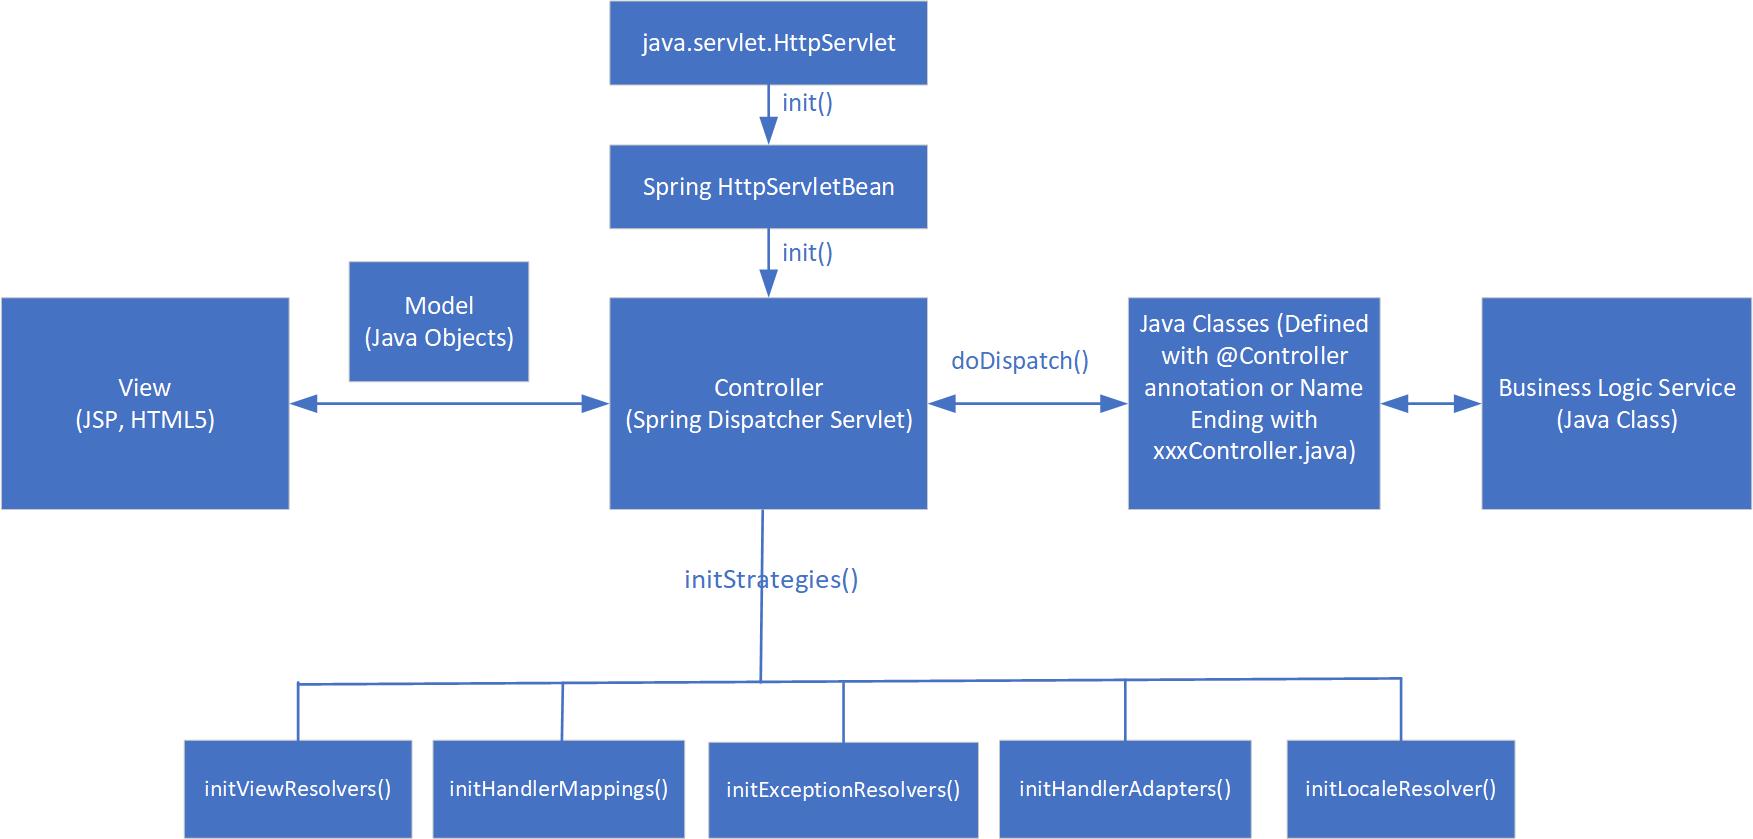 java.servlet.HttpServlet
init()
Spring HttpServletBean
init()
Model
(Java Objects)
View
(JSP, HTML5)
Controller
(Spring Dispatcher Servlet)
doDispatch()
Java Classes (Defined
with @Controller
annotation or Name
Ending with
xxxController.java)
Business Logic Service
(Java Class)
initStrategies()
initViewResolvers()
initHandlerMappings()
initExceptionResolvers()
initHandlerAdapters()
initLocaleResolver()